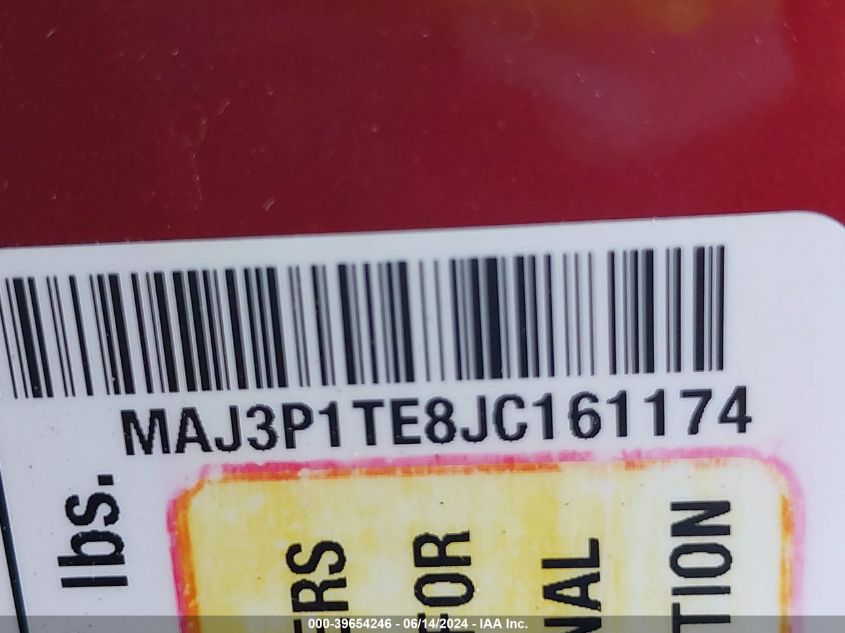 MAJ3P1TE8JC161174
lbs.
ERS
FOR
NAL
TION
000-39654246 - 06/14/2024 - IAA Inc.